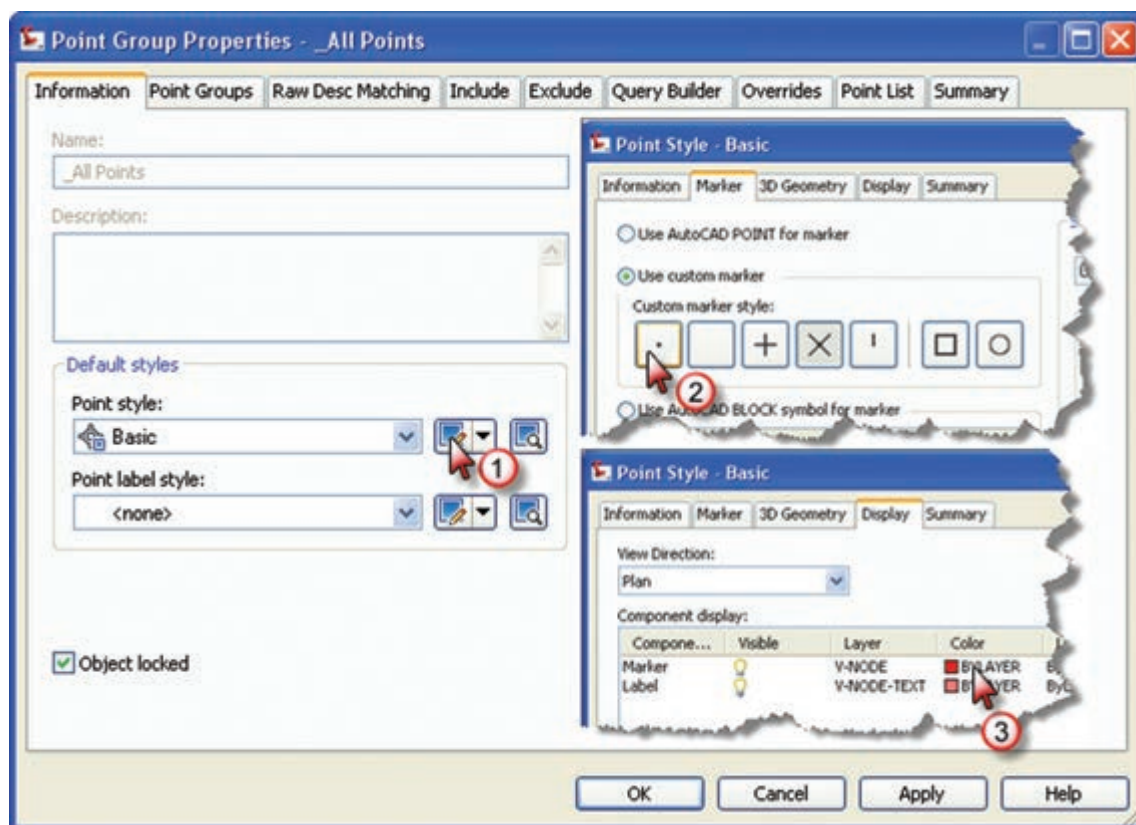 Point Group Properties - _All Points
Information Point Groups Raw Desc Matching Include Exclude Query Builder Overrides Point List Summary
Name:
_All Points
Description:
Default styles
Point style:
Basic
1
Point label style:
<none>
Object locked
Point Style - Basic
Information Marker 3D Geometry Display Summary
Use AutoCAD POINT for marker
Use custom marker
Custom marker style:
2
Use AutoCAD BLOCK symbol for marker
Point Style - Basic
Information Marker 3D Geometry Display Summary
View Direction:
Plan
Component display:
Compone... Visible Layer Color
Marker V-NODE BYLAYER
Label V-NODE-TEXT BYLAYER
3
OK Cancel Apply Help